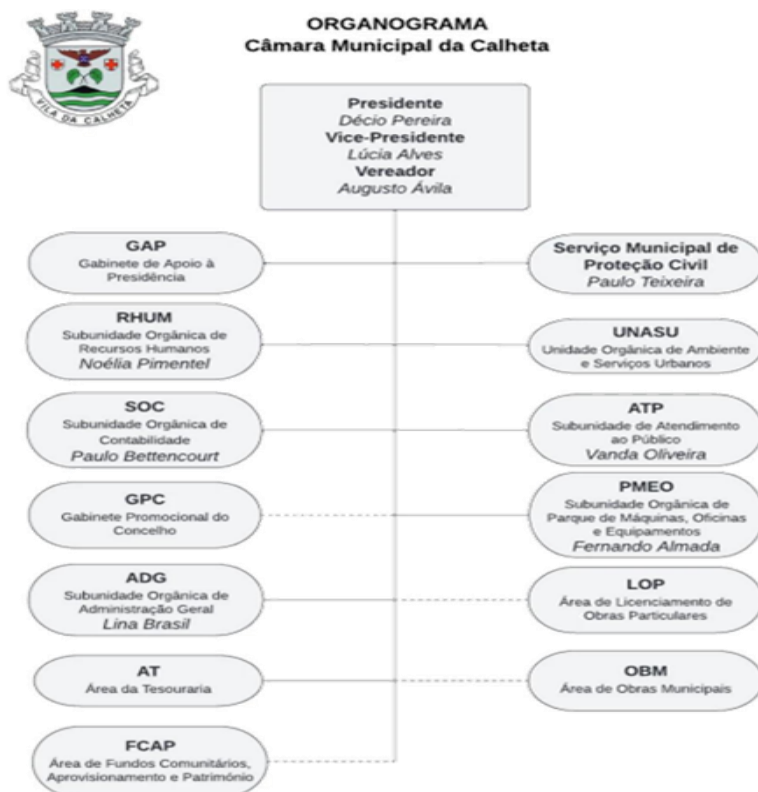 ORGANOGRAMA
Câmara Municipal da Calheta
VILA DA CALHETA
Presidente
Décio Pereira
Vice-Presidente
Lúcia Alves
Vereador
Augusto Ávila
GAP
Gabinete de Apoio à
Presidência
Serviço Municipal de
Proteção Civil
Paulo Teixeira
RHUM
Subunidade Orgânica de
Recursos Humanos
Noélia Pimentel
UNASU
Unidade Orgânica de Ambiente
e Serviços Urbanos
SOC
Subunidade Orgânica de
Contabilidade
Paulo Bettencourt
ATP
Subunidade de Atendimento
ao Público
Vanda Oliveira
GPC
Gabinete Promocional do
Concelho
PMEO
Subunidade Orgânica de
Parque de Máquinas, Oficinas
e Equipamentos
Fernando Almada
ADG
Subunidade Orgânica de
Administração Geral
Lina Brasil
LOP
Área de Licenciamento de
Obras Particulares
AT
Área da Tesouraria
OBM
Área de Obras Municipais
FCAP
Área de Fundos Comunitários,
Aprovisionamento e Património